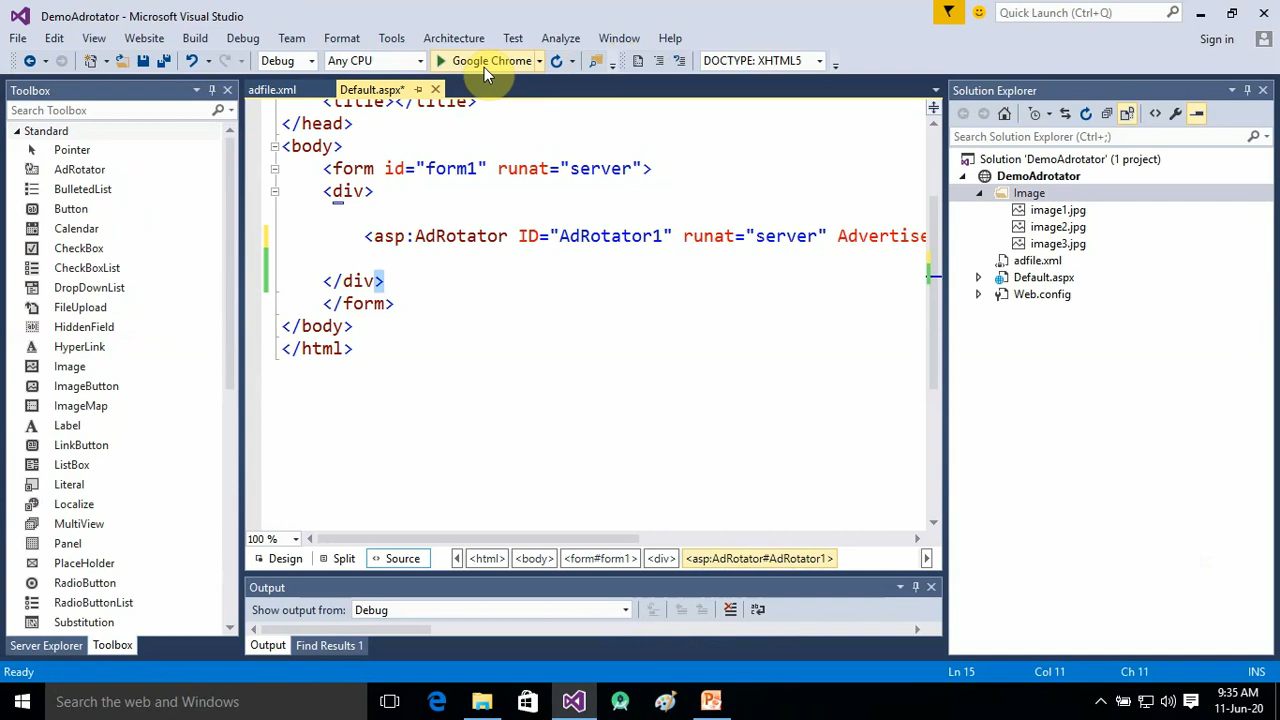 DemoAdrotator - Microsoft Visual Studio
Quick Launch (Ctrl+Q)
File Edit View Website Build Debug Team Format Tools Architecture Test Analyze Window Help
Sign in
Debug Any CPU Google Chrome DOCTYPE: XHTML5
Toolbox
Search Toolbox
Standard
Pointer
AdRotator
BulletedList
Button
Calendar
CheckBox
CheckBoxList
DropDownList
FileUpload
HiddenField
HyperLink
Image
ImageButton
ImageMap
Label
LinkButton
ListBox
Literal
Localize
MultiView
Panel
PlaceHolder
RadioButton
RadioButtonList
Substitution
Server Explorer Toolbox
adfile.xml Default.aspx*
<title></title>
</head>
<body>
<form id="form1" runat="server">
<div>
<asp:AdRotator ID="AdRotator1" runat="server" Advertise
</div>
</form>
</body>
</html>
100 %
Design Split Source <html> <body> <form#form1> <div> <asp:AdRotator#AdRotator1>
Output
Show output from: Debug
Output Find Results 1
Solution Explorer
Search Solution Explorer (Ctrl+;)
Solution 'DemoAdrotator' (1 project)
DemoAdrotator
Image
image1.jpg
image2.jpg
image3.jpg
adfile.xml
Default.aspx
Web.config
Ready Ln 15 Col 11 Ch 11 INS
Search the web and Windows
9:35 AM
11-Jun-20